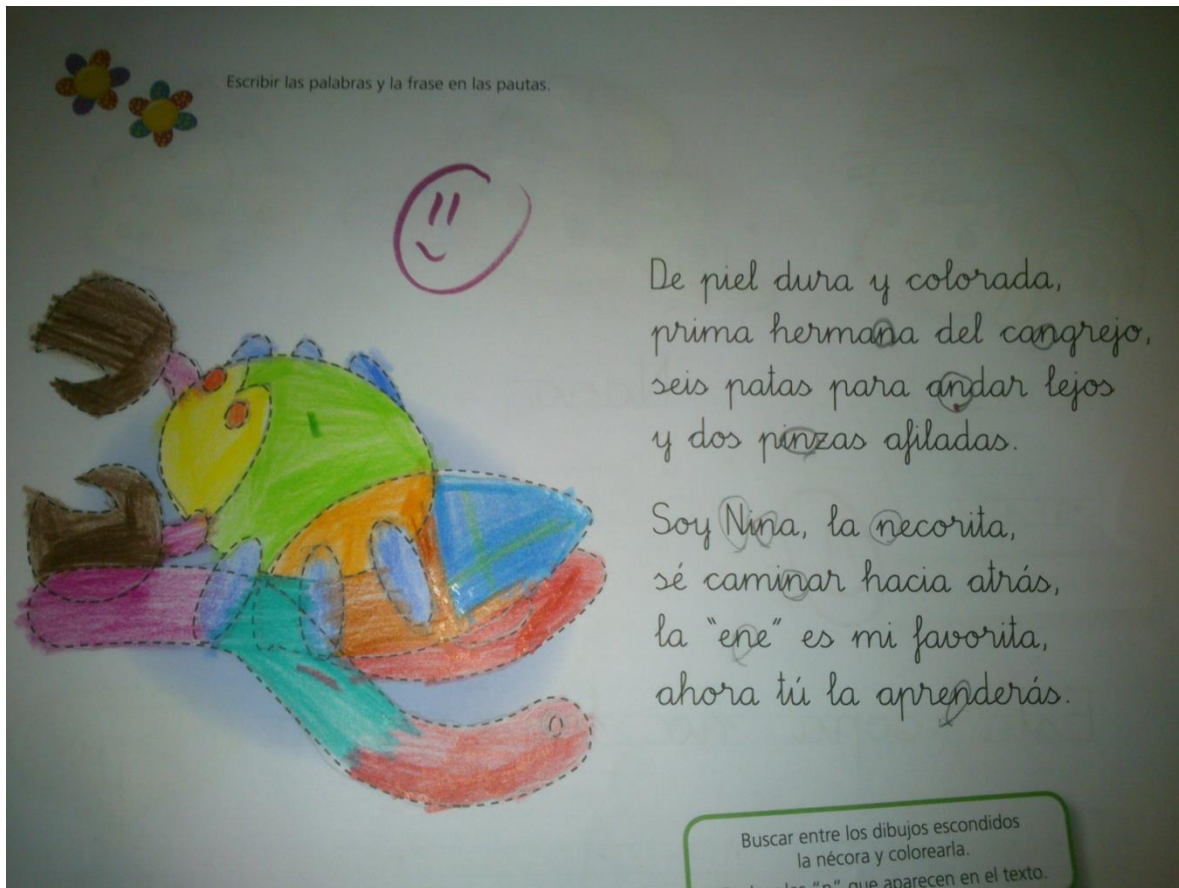 Escribir las palabras y la frase en las pautas.
De piel dura y colorada,
prima hermana del cangrejo,
seis patas para andar lejos
y dos pinzas afiladas.
Soy Nina, la necorita,
sé caminar hacia atrás,
la “ene” es mi favorita,
ahora tú la aprenderás.
Buscar entre los dibujos escondidos
la nécora y colorearla.
"n" que aparecen en el texto.